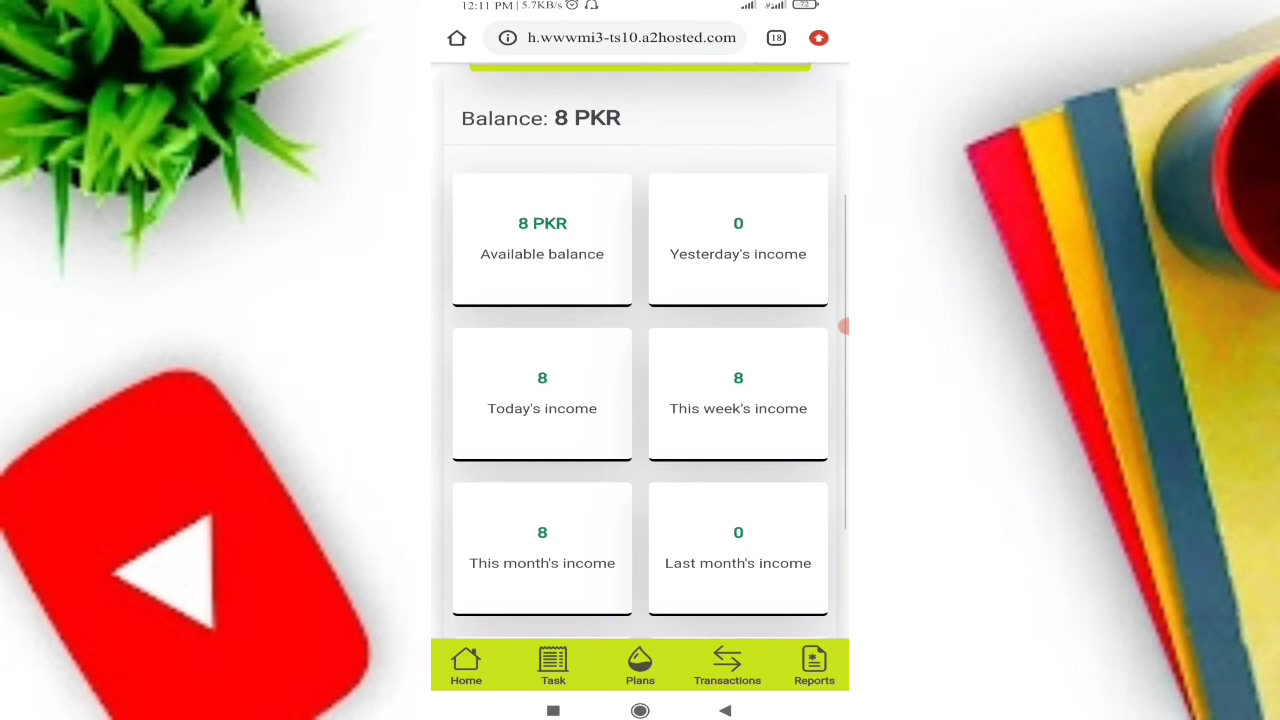 12:11 PM | 5.7KB/s
72
h.wwwmi3-ts10.a2hosted.com
18
Balance: 8 PKR
8 PKR
Available balance
0
Yesterday's income
8
Today's income
8
This week's income
8
This month's income
0
Last month's income
Home
Task
Plans
Transactions
Reports